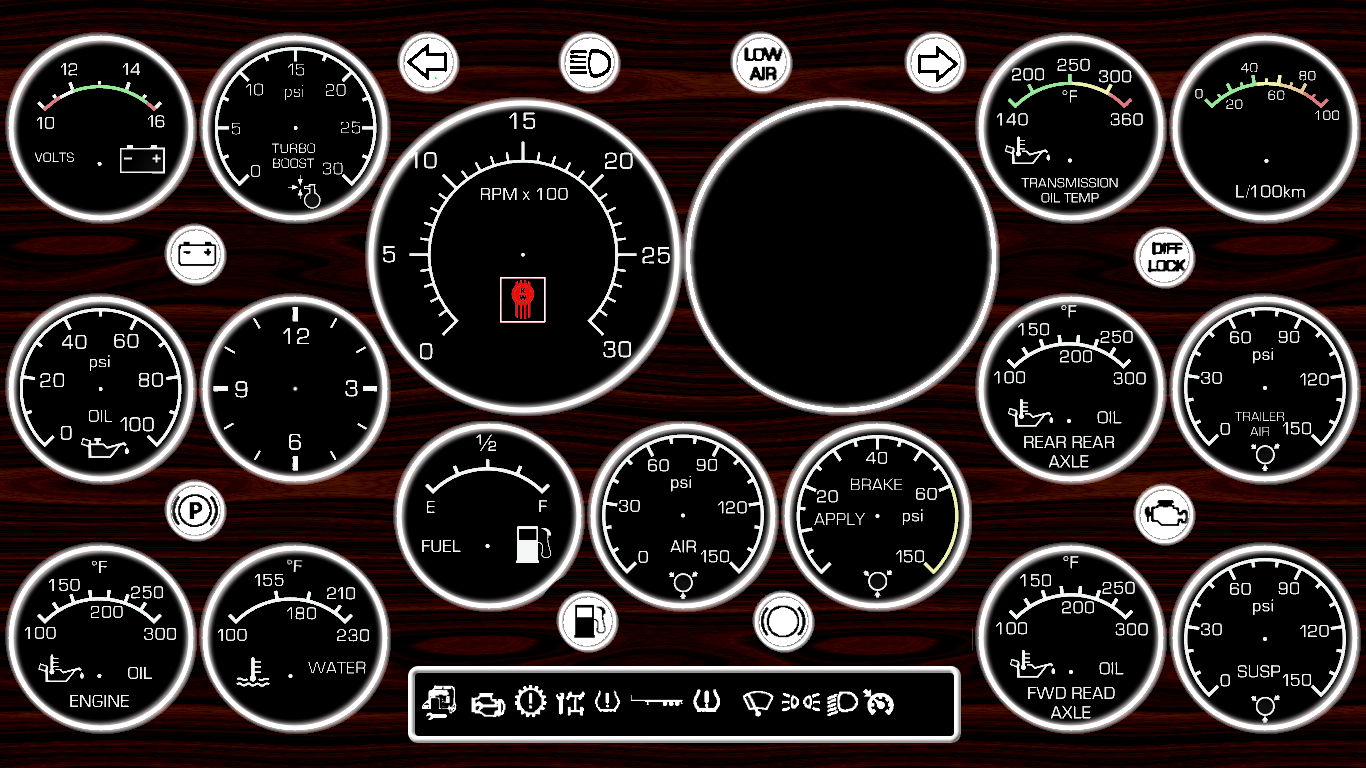 12 14
10 16
VOLTS
- +
15
10 psi 20
5 25
TURBO
BOOST
0 30
LOW
AIR
15
10 20
RPM x 100
5 25
K
W
0 30
250
200 300
°F
140 360
TRANSMISSION
OIL TEMP
40 80
0 20 60 100
L/100km
- +
DIFF
LOCK
40 60
psi
20 80
OIL
0 100
12
9 3
6
°F
150 250
200
100 300
OIL
REAR REAR
AXLE
60 90
psi
30 120
TRAILER
AIR
0 150
P
½
E F
FUEL
60 90
psi
30 120
AIR
0 150
40
BRAKE
20 60
APPLY psi
150
°F
150 250
200
100 300
OIL
ENGINE
°F
155 210
180
100 230
WATER
°F
150 250
200
100 300
OIL
FWD READ
AXLE
60 90
psi
30 120
SUSP
0 150